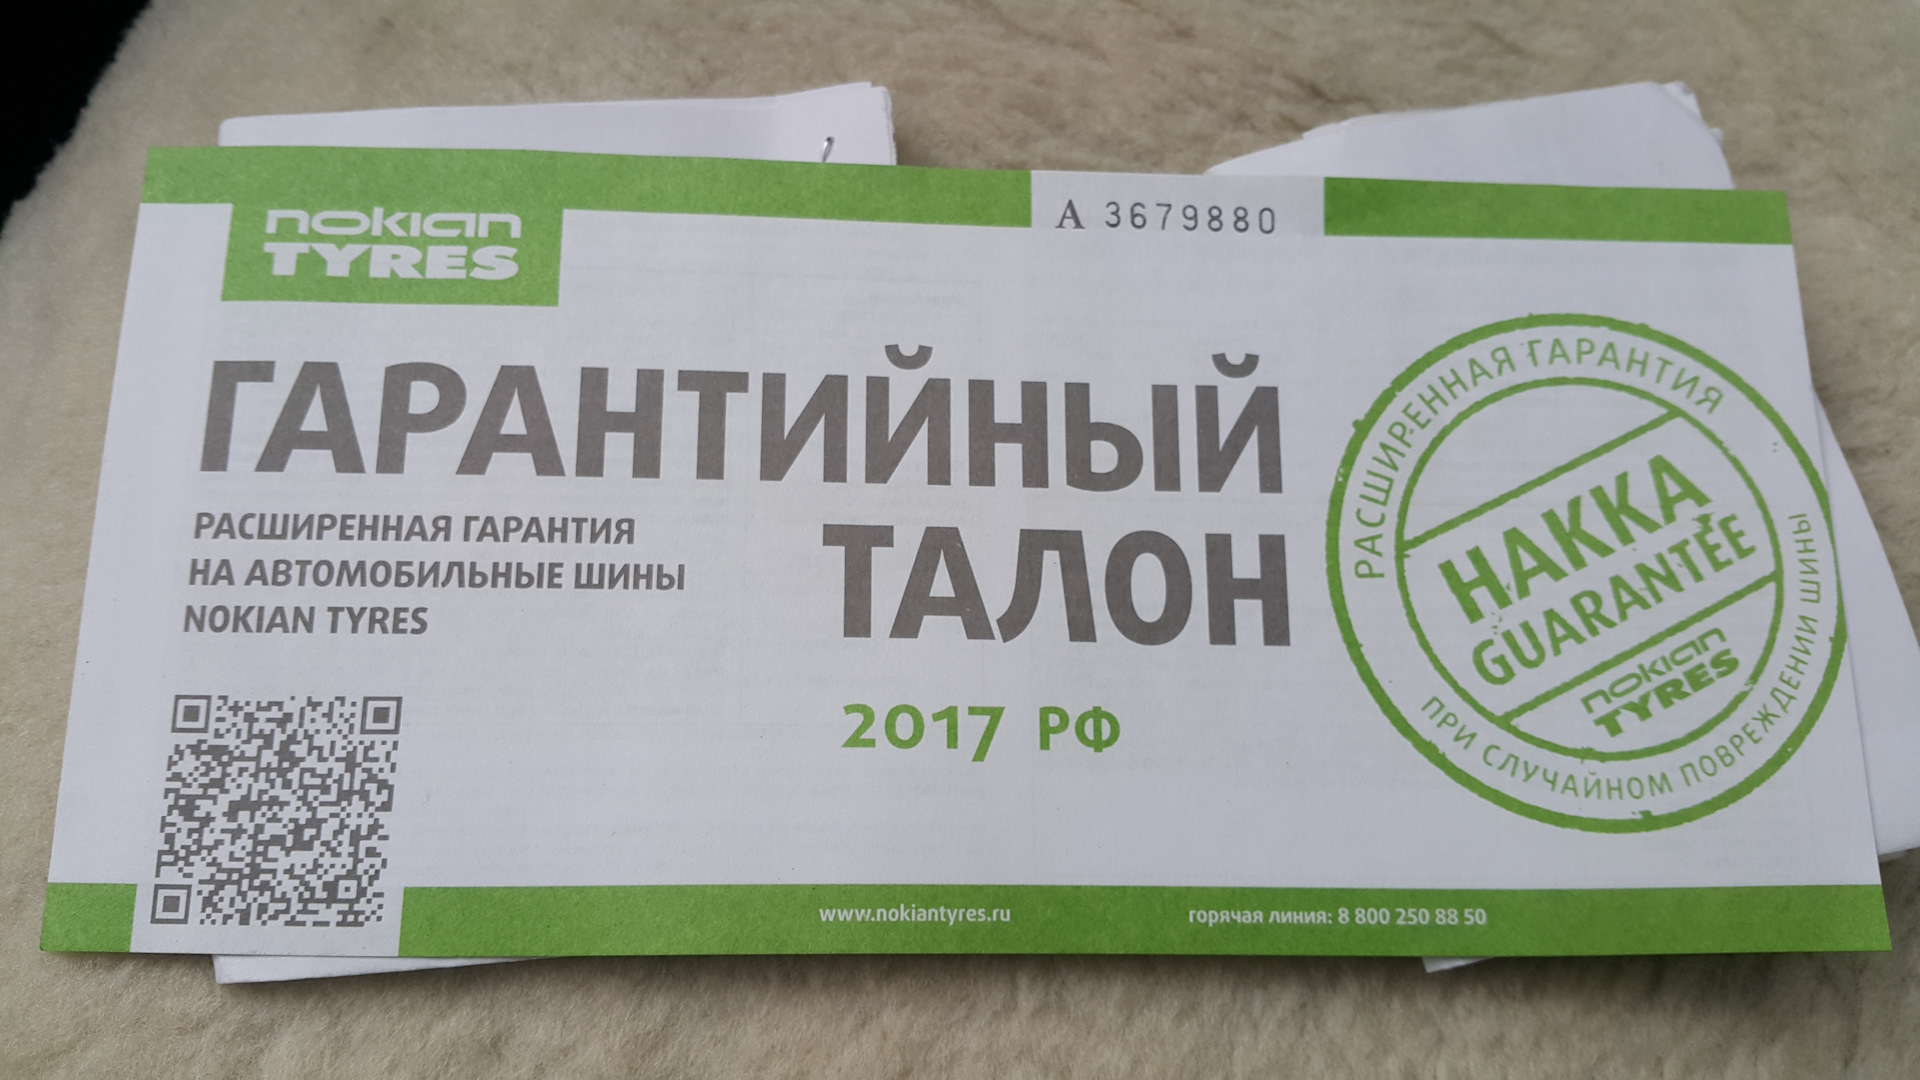 nokian
TYRES
А 3679880
ГАРАНТИЙНЫЙ
ТАЛОН
РАСШИРЕННАЯ ГАРАНТИЯ
НА АВТОМОБИЛЬНЫЕ ШИНЫ
NOKIAN TYRES
2017 РФ
РАСШИРЕННАЯ ГАРАНТИЯ
HAKKA
GUARANTEE
nokian
TYRES
ПРИ СЛУЧАЙНОМ ПОВРЕЖДЕНИИ ШИНЫ
www.nokiantyres.ru
горячая линия: 8 800 250 88 50